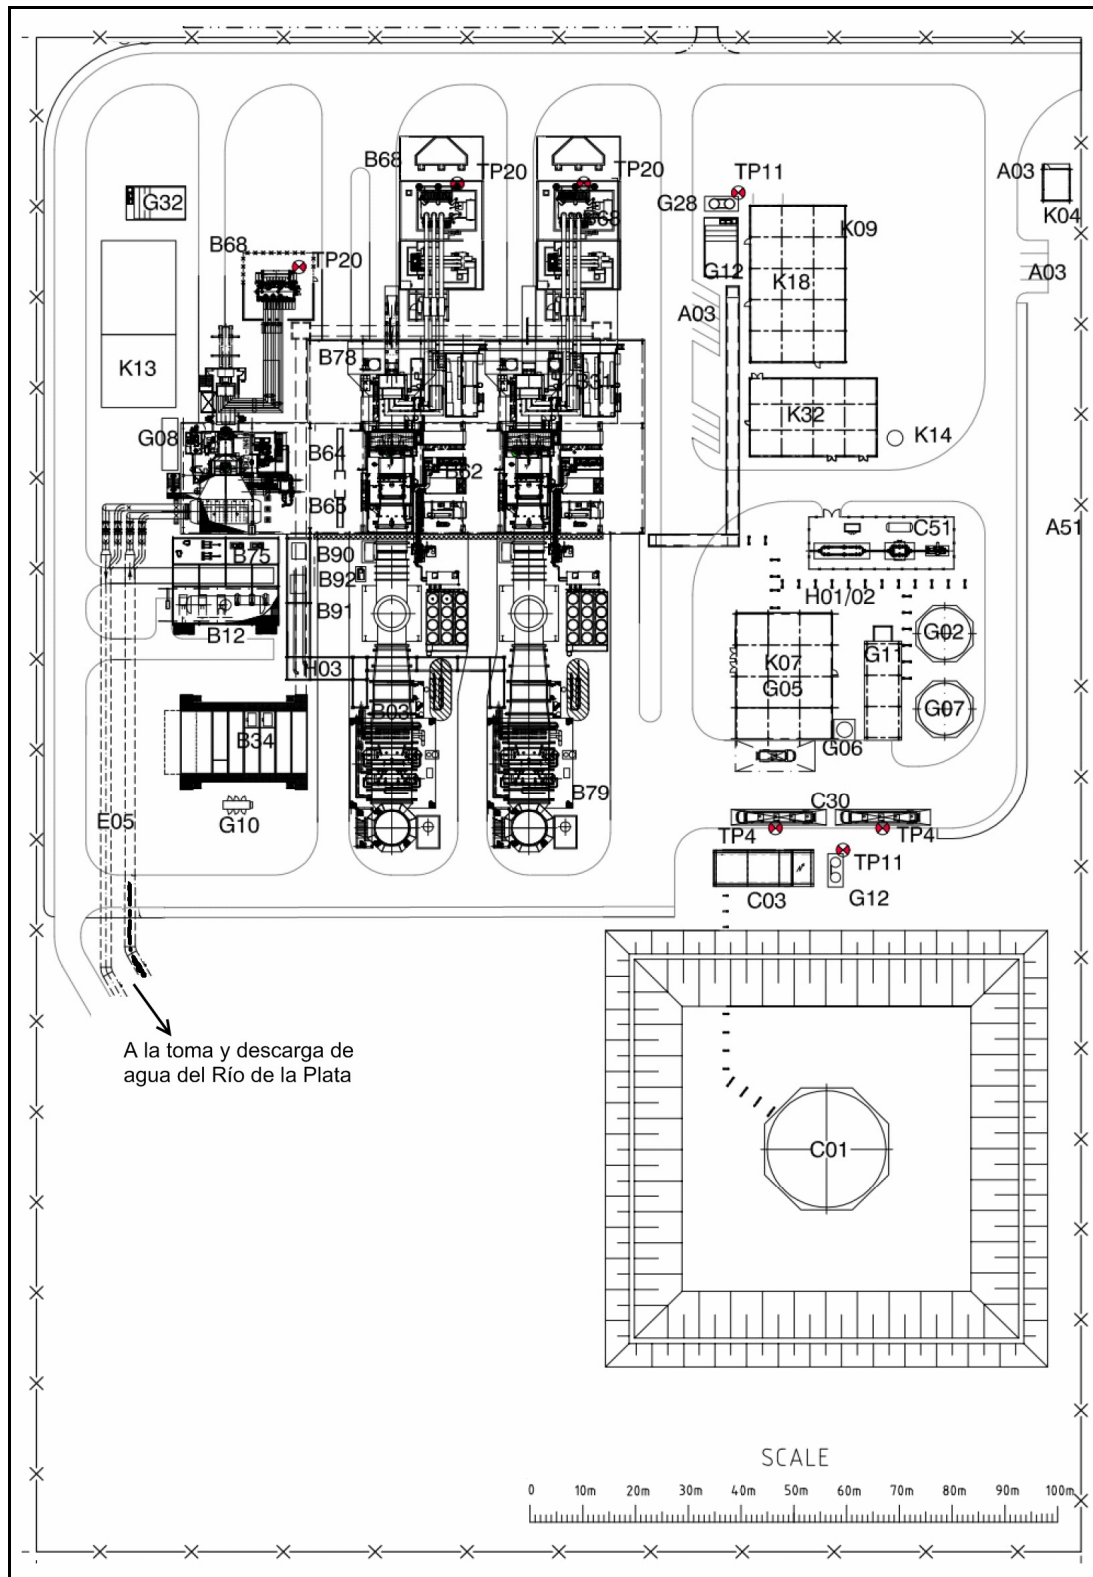 B68
TP20
TP20
TP11
A03
G32
G28
K04
B68
K09
B68
TP20
G12
K18
A03
A03
B78
K13
K32
G08
K14
B64
B62
B65
C51
A51
B75
B90
B92
H01/02
B91
G02
B12
G11
H03
K07
G05
B03
G07
B34
G06
B79
C30
E05
G10
TP4
TP4
TP11
C03
G12
A la toma y descarga de
agua del Río de la Plata
C01
SCALE
0 10m 20m 30m 40m 50m 60m 70m 80m 90m 100m